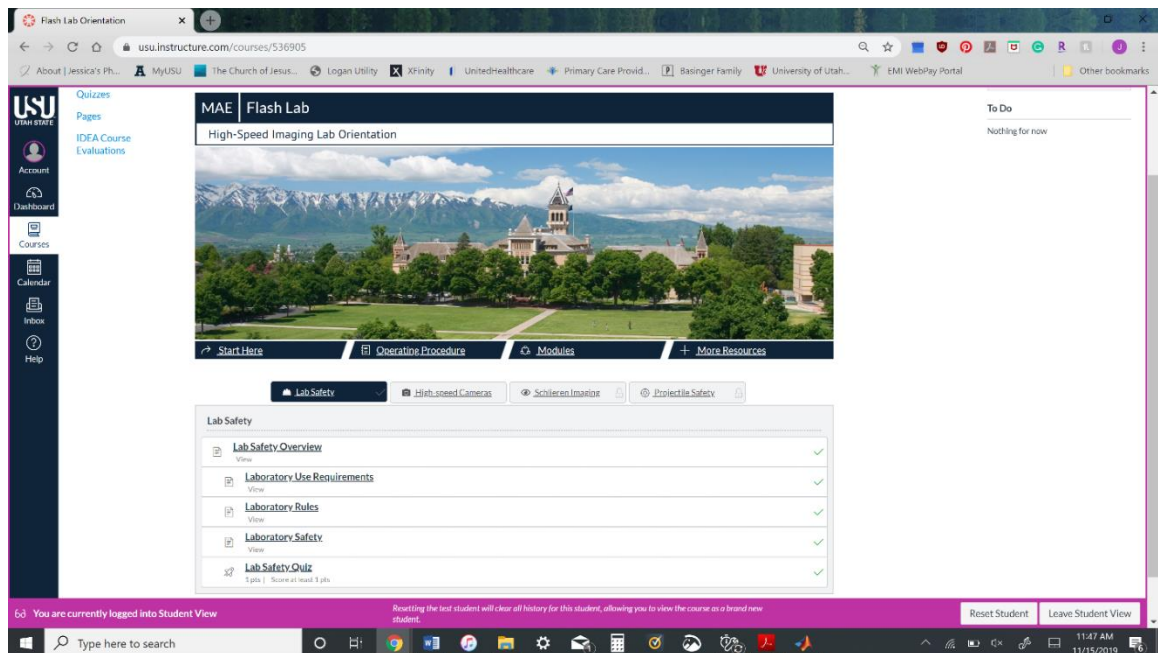 Flash Lab Orientation
usu.instructure.com/courses/536905
About | Jessica's Ph...
MyUSU
The Church of Jesus...
Logan Utility
XFinity
UnitedHealthcare
Primary Care Provid...
Basinger Family
University of Utah...
EMI WebPay Portal
Other bookmarks
USU
UTAH STATE
Account
Dashboard
Courses
Calendar
Inbox
Help
Quizzes
Pages
IDEA Course
Evaluations
MAE | Flash Lab
High-Speed Imaging Lab Orientation
To Do
Nothing for now
Start Here
Operating Procedure
Modules
More Resources
Lab Safety
High-speed Cameras
Schlieren Imaging
Projectile Safety
Lab Safety
Lab Safety Overview
View
Laboratory Use Requirements
View
Laboratory Rules
View
Laboratory Safety
View
Lab Safety Quiz
Score at least 3 pts
You are currently logged into Student View
Resetting the test student will clear all history for this student, allowing you to view the course as a brand new
student.
Reset Student
Leave Student View
Type here to search
11:47 AM
11/15/2019